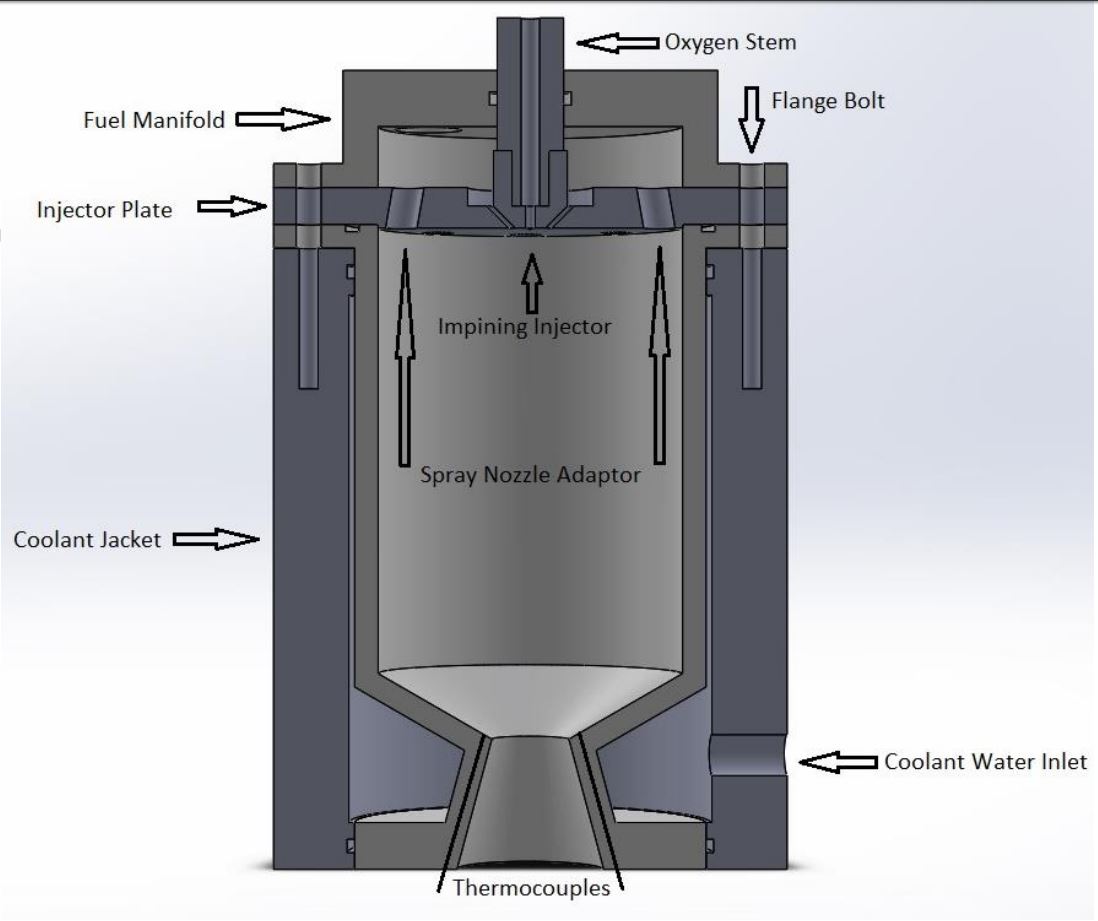 Oxygen Stem
Flange Bolt
Fuel Manifold
Injector Plate
Impining Injector
Spray Nozzle Adaptor
Coolant Jacket
Coolant Water Inlet
Thermocouples